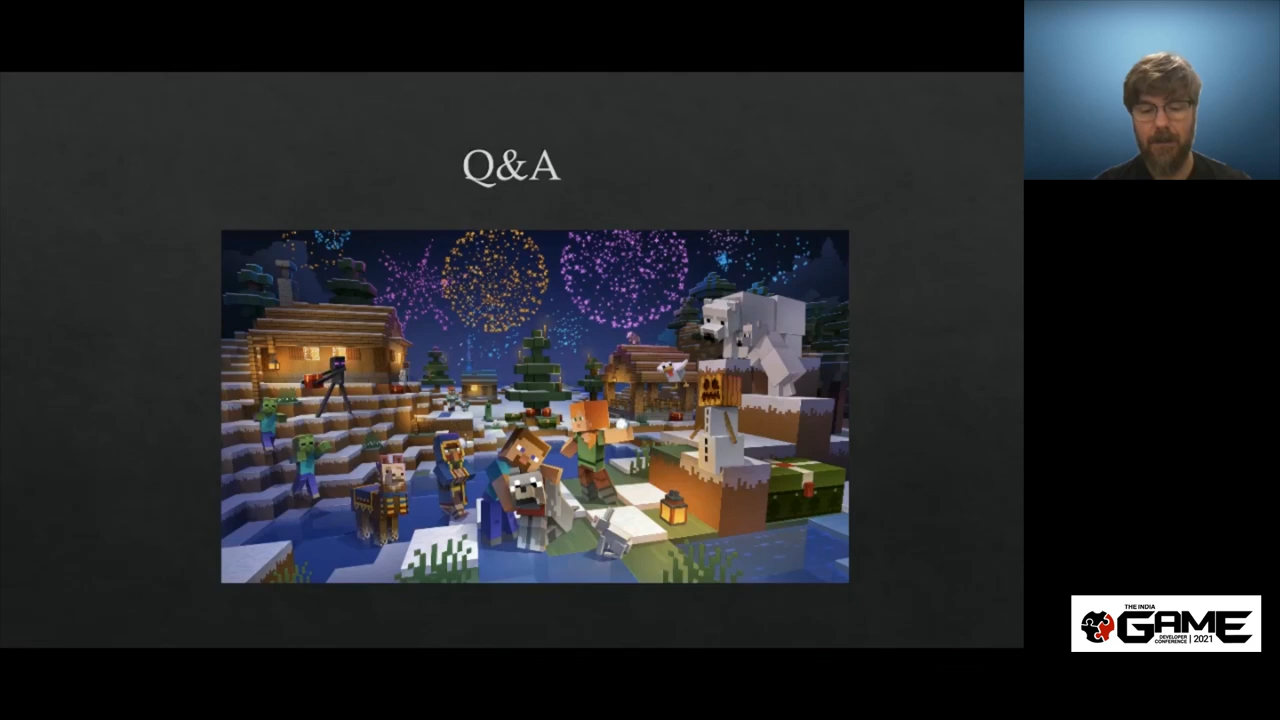 Q&A
THE INDIA
GAME
DEVELOPER
CONFERENCE | 2021